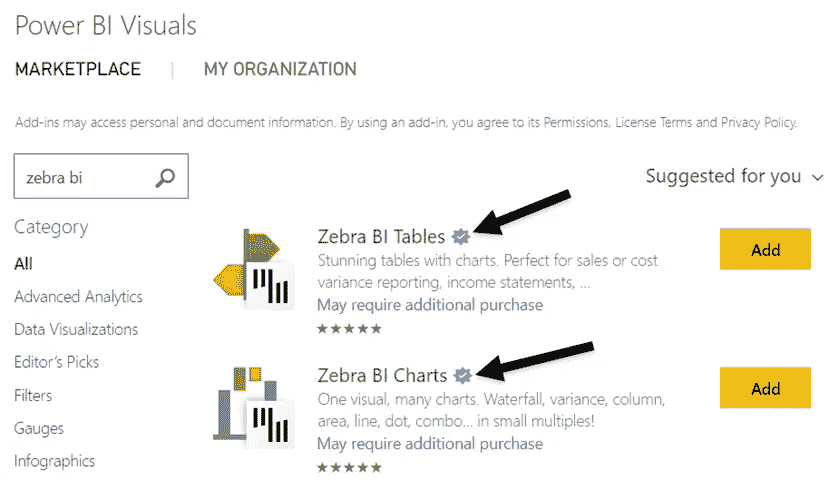 Power BI Visuals
MARKETPLACE | MY ORGANIZATION
Add-ins may access personal and document information. By using an add-in, you agree to its Permissions, License Terms and Privacy Policy.
zebra bi
Suggested for you
Category
All
Advanced Analytics
Data Visualizations
Editor's Picks
Filters
Gauges
Infographics
Zebra BI Tables
Stunning tables with charts. Perfect for sales or cost
variance reporting, income statements, ...
May require additional purchase
Add
Zebra BI Charts
One visual, many charts. Waterfall, variance, column,
area, line, dot, combo... in small multiples!
May require additional purchase
Add